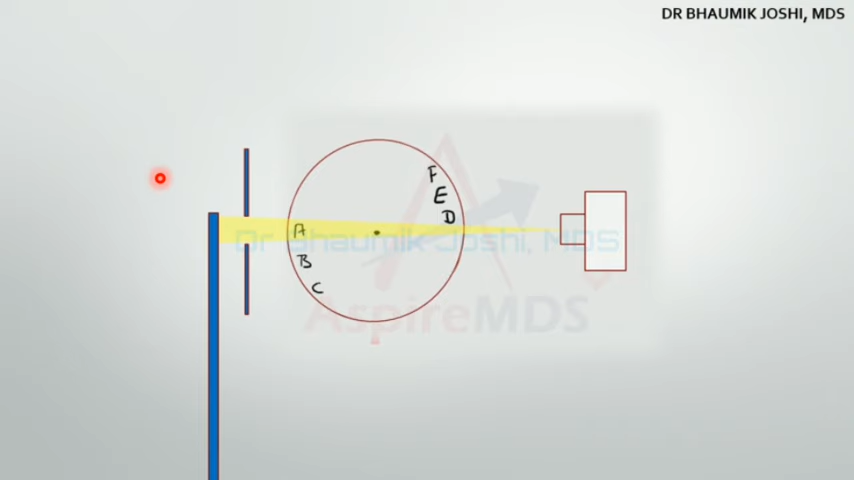 DR BHAUMIK JOSHI, MDS
F
E
D
A
B
C
Dr Bhaumik Joshi, MDS
AspireMDS